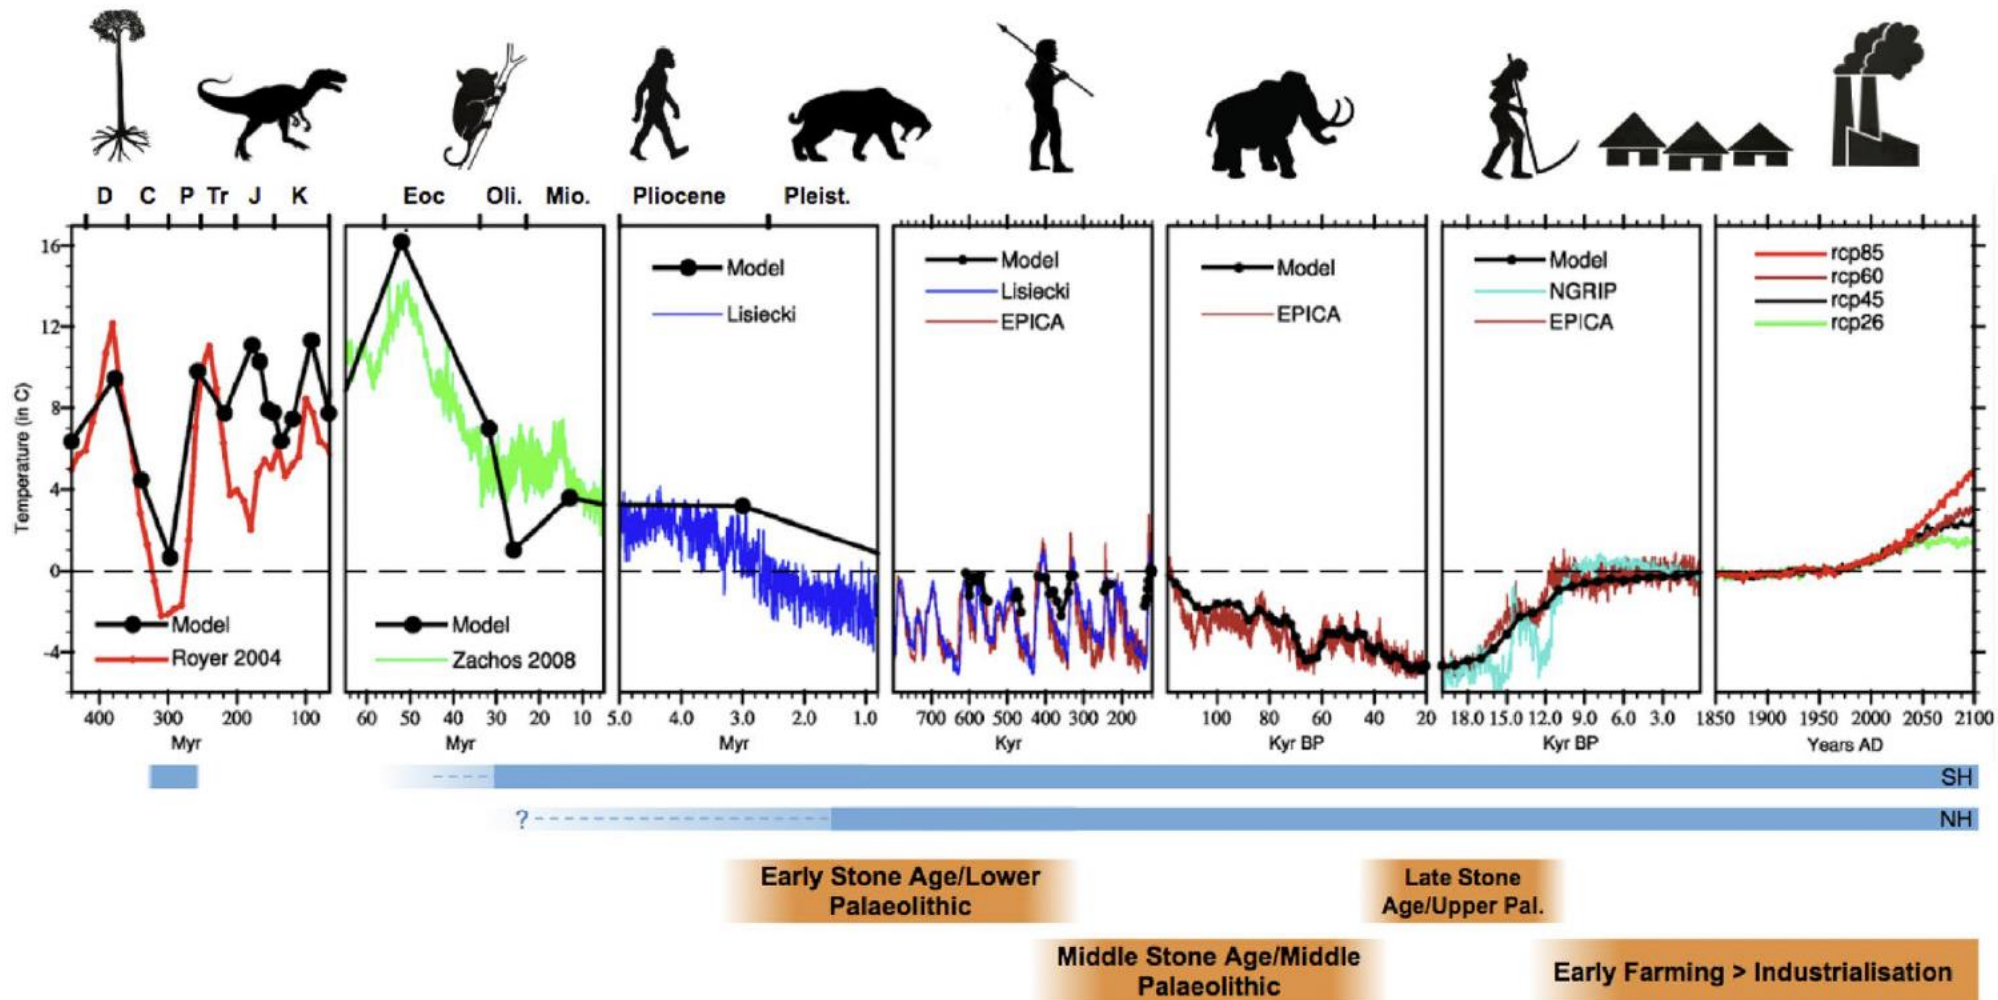 D C P Tr J K Eoc Oli. Mio. Pliocene Pleist.
Temperature (in C)
16
12
8
4
0
-4
Model
Royer 2004
400 300 200 100
Myr
Model
Zachos 2008
60 50 40 30 20 10
Myr
Model
Lisiecki
5.0 4.0 3.0 2.0 1.0
Myr
Model
Lisiecki
EPICA
700 600 500 400 300 200
Kyr
Model
EPICA
100 80 60 40 20
Kyr BP
Model
NGRIP
EPICA
18.0 15.0 12.0 9.0 6.0 3.0
Kyr BP
rcp85
rcp60
rcp45
rcp26
1850 1900 1950 2000 2050 2100
Years AD
SH
? NH
Early Stone Age/Lower
Palaeolithic
Late Stone
Age/Upper Pal.
Middle Stone Age/Middle
Palaeolithic
Early Farming > Industrialisation